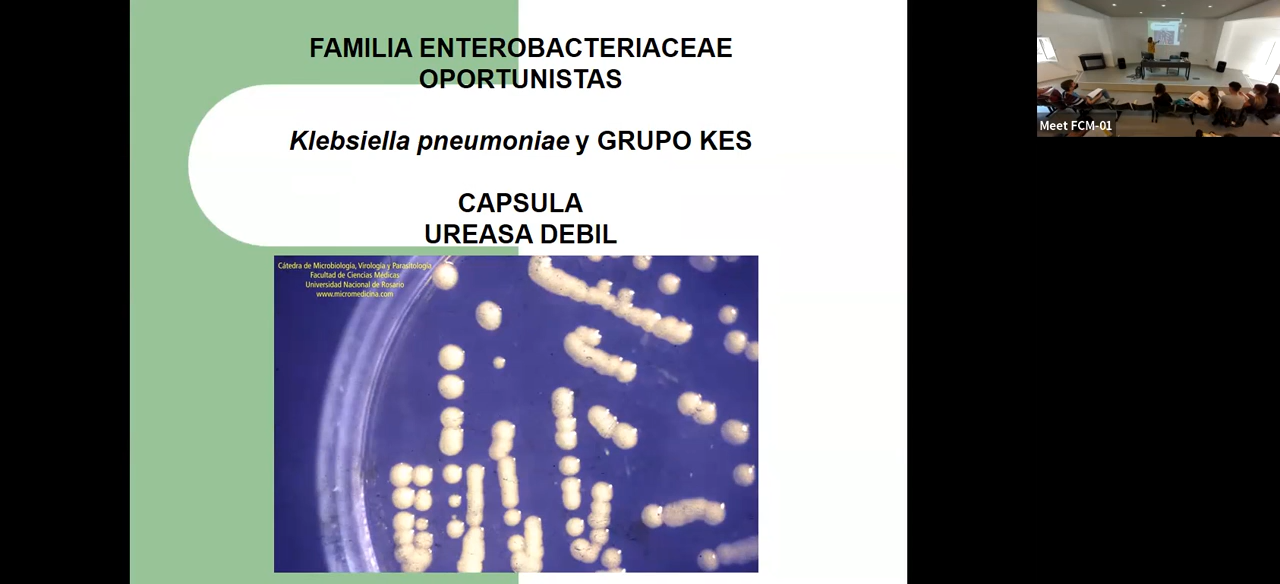 FAMILIA ENTEROBACTERIACEAE
OPORTUNISTAS
Klebsiella pneumoniae y GRUPO KES
CAPSULA
UREASA DEBIL
Cátedra de Microbiología, Virología y Parasitología
Facultad de Ciencias Médicas
Universidad Nacional de Rosario
www.micromedicina.com
Meet FCM-01